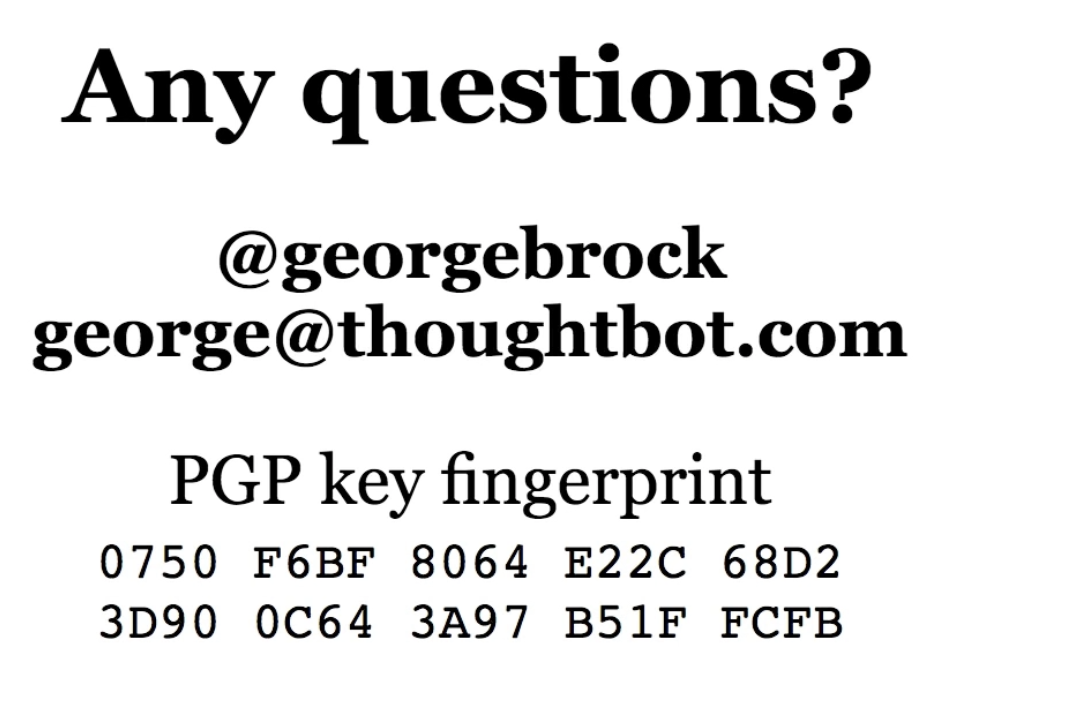 Any questions?
@georgebrock
george@thoughtbot.com
PGP key fingerprint
0750 F6BF 8064 E22C 68D2
3D90 0C64 3A97 B51F FCFB